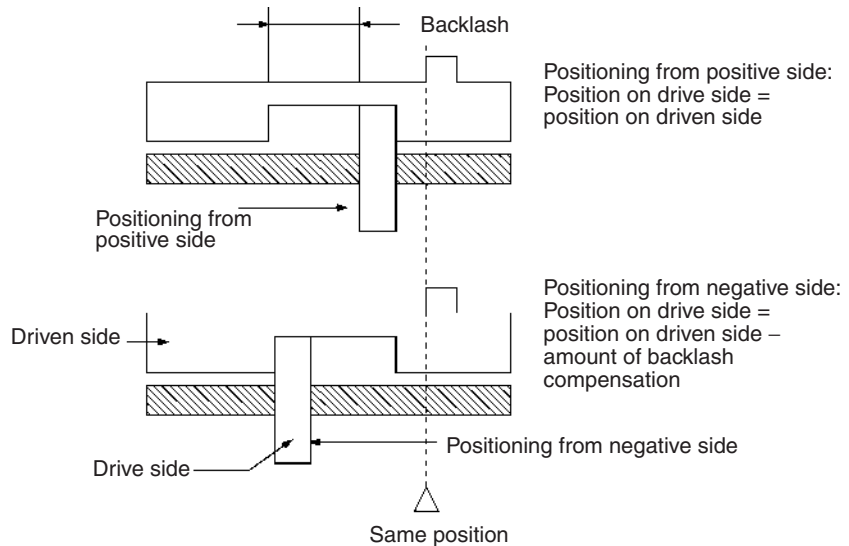 Backlash
Positioning from positive side:
Position on drive side =
position on driven side
Positioning from
positive side
Positioning from negative side:
Position on drive side =
position on driven side –
amount of backlash
compensation
Driven side
Positioning from negative side
Drive side
Same position